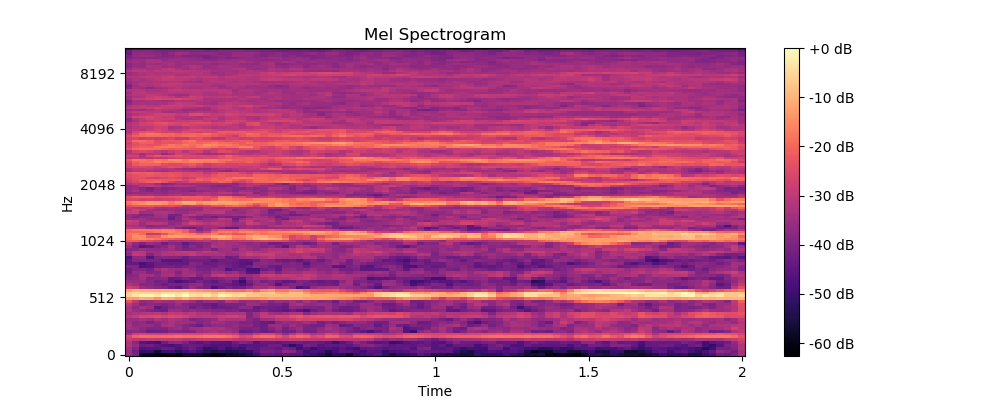 Mel Spectrogram
Hz
8192
4096
2048
1024
512
0
0 0.5 1 1.5 2
Time
+0 dB
-10 dB
-20 dB
-30 dB
-40 dB
-50 dB
-60 dB